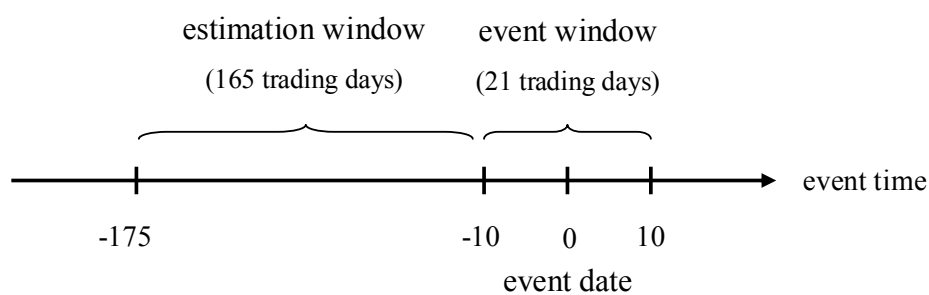 estimation window
(165 trading days)
event window
(21 trading days)
event time
-175
-10
0
10
event date